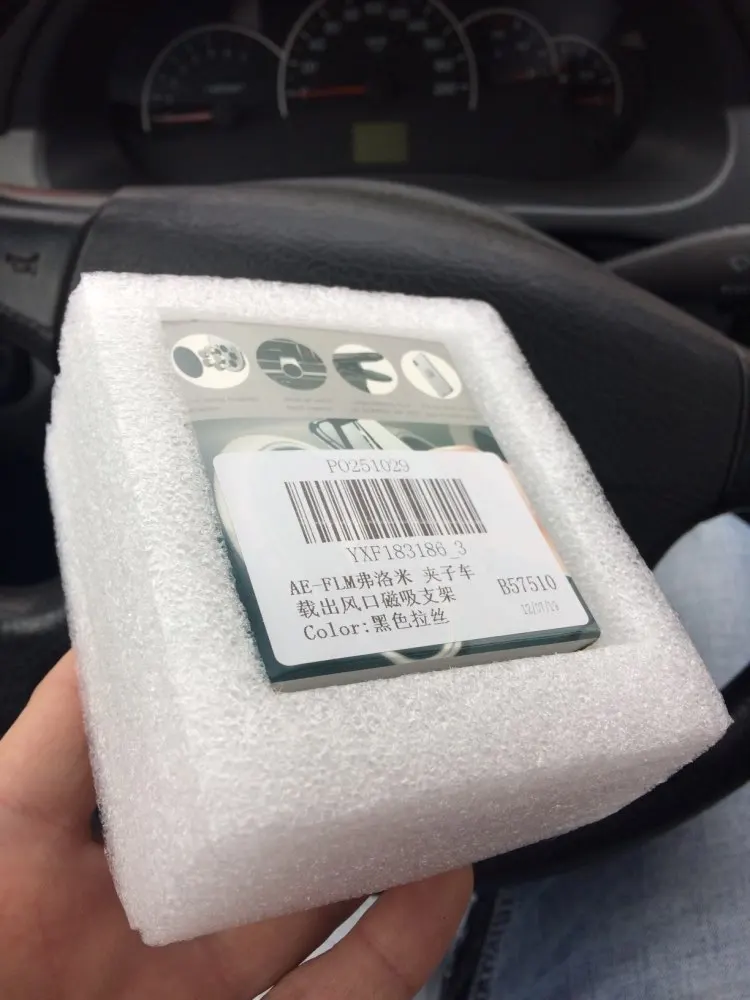 PO251029
YXF183186_3
AE-FLM弗洛米 夹子车
载出风口磁吸支架
Color:黑色拉丝
B57510